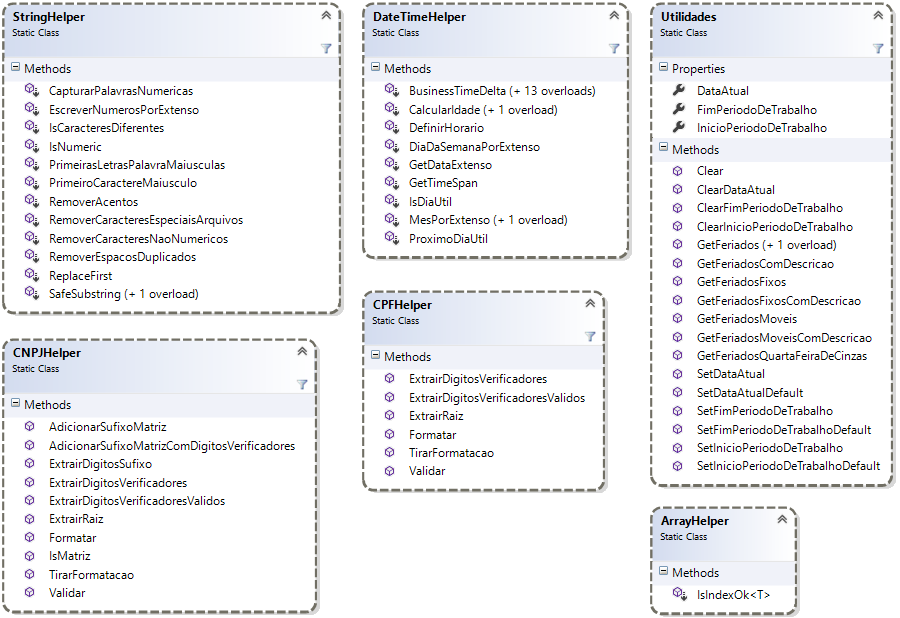 StringHelper
Static Class
Methods
CapturarPalavrasNumericas
EscreverNumerosPorExtenso
IsCaracteresDiferentes
IsNumeric
PrimeirasLetrasPalavraMaiusculas
PrimeiroCaractereMaiusculo
RemoverAcentos
RemoverCaracteresEspeciaisArquivos
RemoverCaracteresNaoNumericos
RemoverEspacosDuplicados
ReplaceFirst
SafeSubstring (+ 1 overload)
CNPJHelper
Static Class
Methods
AdicionarSufixoMatriz
AdicionarSufixoMatrizComDigitosVerificadores
ExtrairDigitosSufixo
ExtrairDigitosVerificadores
ExtrairDigitosVerificadoresValidos
ExtrairRaiz
Formatar
IsMatriz
TirarFormatacao
Validar
DateTimeHelper
Static Class
Methods
BusinessTimeDelta (+ 13 overloads)
CalcularIdade (+ 1 overload)
DefinirHorario
DiaDaSemanaPorExtenso
GetDataExtenso
GetTimeSpan
IsDiaUtil
MesPorExtenso (+ 1 overload)
ProximoDiaUtil
CPFHelper
Static Class
Methods
ExtrairDigitosVerificadores
ExtrairDigitosVerificadoresValidos
ExtrairRaiz
Formatar
TirarFormatacao
Validar
Utilidades
Static Class
Properties
DataAtual
FimPeriodoDeTrabalho
InicioPeriodoDeTrabalho
Methods
Clear
ClearDataAtual
ClearFimPeriodoDeTrabalho
ClearInicioPeriodoDeTrabalho
GetFeriados (+ 1 overload)
GetFeriadosComDescricao
GetFeriadosFixos
GetFeriadosFixosComDescricao
GetFeriadosMoveis
GetFeriadosMoveisComDescricao
GetFeriadosQuartaFeiraDeCinzas
SetDataAtual
SetDataAtualDefault
SetFimPeriodoDeTrabalho
SetFimPeriodoDeTrabalhoDefault
SetInicioPeriodoDeTrabalho
SetInicioPeriodoDeTrabalhoDefault
ArrayHelper
Static Class
Methods
IsIndexOk<T>